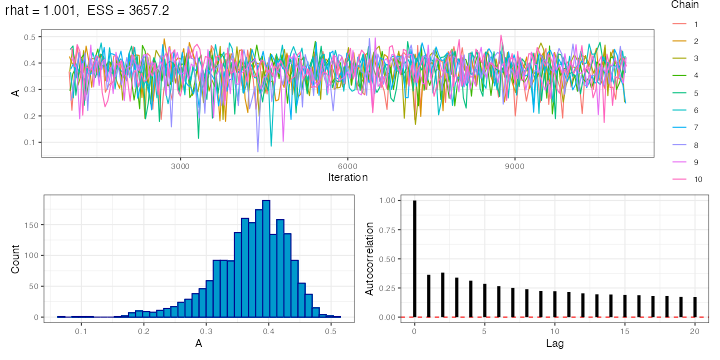 rhat = 1.001, ESS = 3657.2
Chain
1
2
3
4
5
6
7
8
9
10
A
0.5
0.4
0.3
0.2
0.1
3000 6000 9000
Iteration
Count
150
100
50
0
0.1 0.2 0.3 0.4 0.5
A
Autocorrelation
1.00
0.75
0.50
0.25
0.00
0 5 10 15 20
Lag